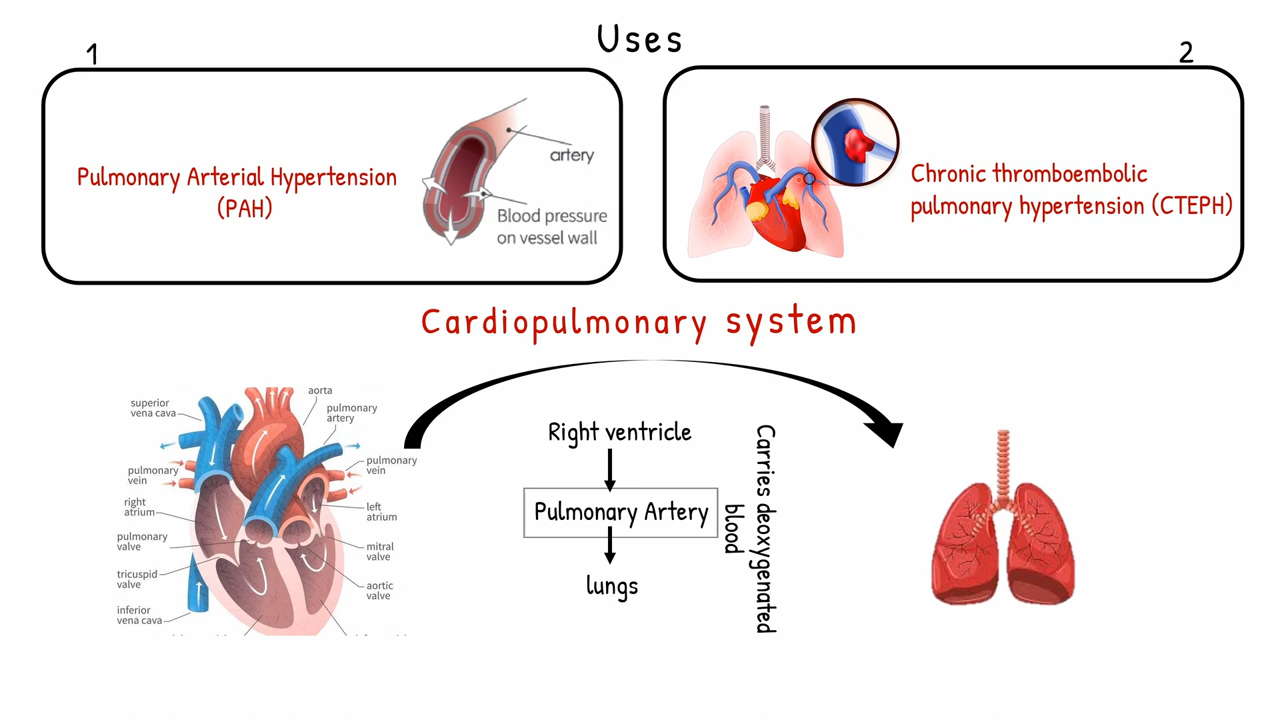 Uses
1
Pulmonary Arterial Hypertension
(PAH)
artery
Blood pressure
on vessel wall
2
Chronic thromboembolic
pulmonary hypertension (CTEPH)
Cardiopulmonary system
superior
vena cava
pulmonary
vein
right
atrium
pulmonary
valve
tricuspid
valve
inferior
vena cava
aorta
pulmonary
artery
pulmonary
vein
left
atrium
mitral
valve
aortic
valve
Right ventricle
Pulmonary Artery
lungs
Carries deoxygenated
blood